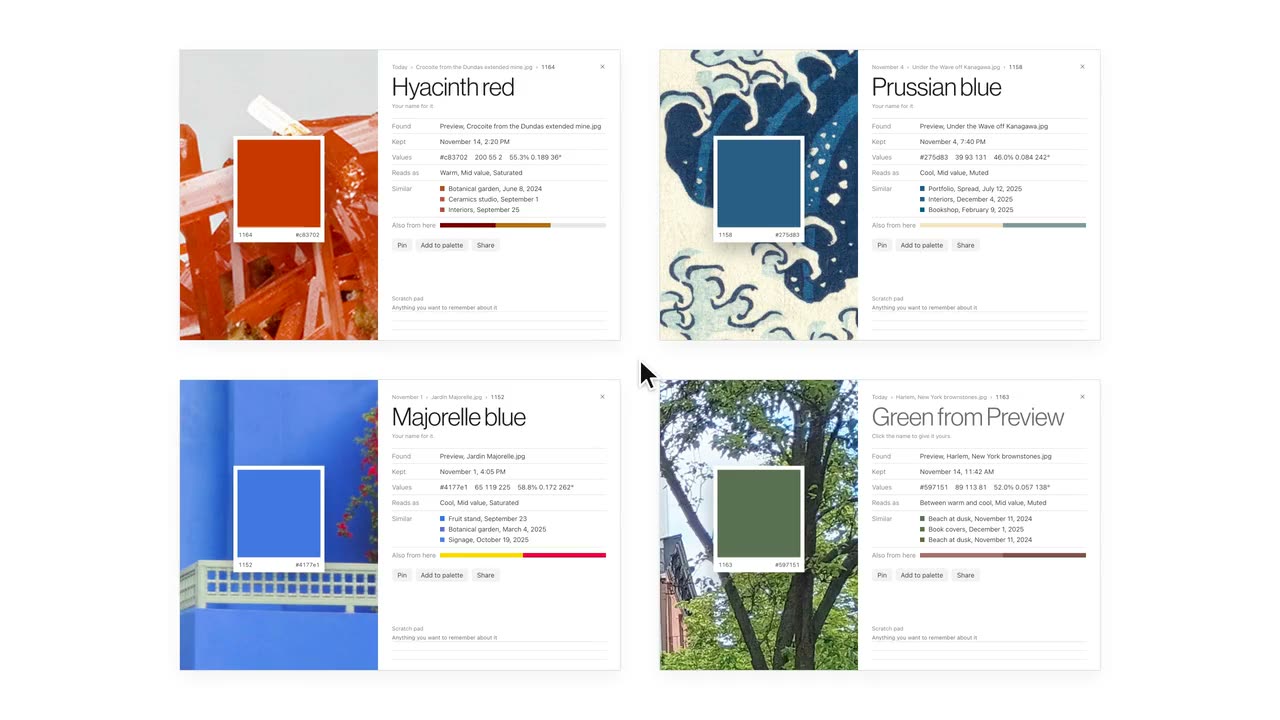 Today › Crocoite from the Dundas extended mine.jpg › 1164 ×
Hyacinth red
Your name for it
Found Preview, Crocoite from the Dundas extended mine.jpg
Kept November 14, 2:20 PM
Values #c83702 200 55 2 55.3% 0.189 36°
Reads as Warm, Mid value, Saturated
Similar Botanical garden, June 8, 2024
Ceramics studio, September 1
Interiors, September 25
Also from here
Pin Add to palette Share
Scratch pad
Anything you want to remember about it
1164 #c83702
November 4 › Under the Wave off Kanagawa.jpg › 1158 ×
Prussian blue
Your name for it
Found Preview, Under the Wave off Kanagawa.jpg
Kept November 4, 7:40 PM
Values #275d83 39 93 131 46.0% 0.084 242°
Reads as Cool, Mid value, Muted
Similar Portfolio, Spread, July 12, 2025
Interiors, December 4, 2025
Bookshop, February 9, 2025
Also from here
Pin Add to palette Share
Scratch pad
Anything you want to remember about it
1158 #275d83
November 1 › Jardin Majorelle.jpg › 1152 ×
Majorelle blue
Your name for it
Found Preview, Jardin Majorelle.jpg
Kept November 1, 4:05 PM
Values #4177e1 65 119 225 58.8% 0.172 262°
Reads as Cool, Mid value, Saturated
Similar Fruit stand, September 23
Botanical garden, March 4, 2025
Signage, October 19, 2025
Also from here
Pin Add to palette Share
Scratch pad
Anything you want to remember about it
1152 #4177e1
Today › Harlem, New York brownstones.jpg › 1163 ×
Green from Preview
Click the name to give it yours.
Found Preview, Harlem, New York brownstones.jpg
Kept November 14, 11:42 AM
Values #597151 89 113 81 52.0% 0.057 138°
Reads as Between warm and cool, Mid value, Muted
Similar Beach at dusk, November 11, 2024
Book covers, December 1, 2025
Beach at dusk, November 11, 2024
Also from here
Pin Add to palette Share
Scratch pad
Anything you want to remember about it
1163 #597151